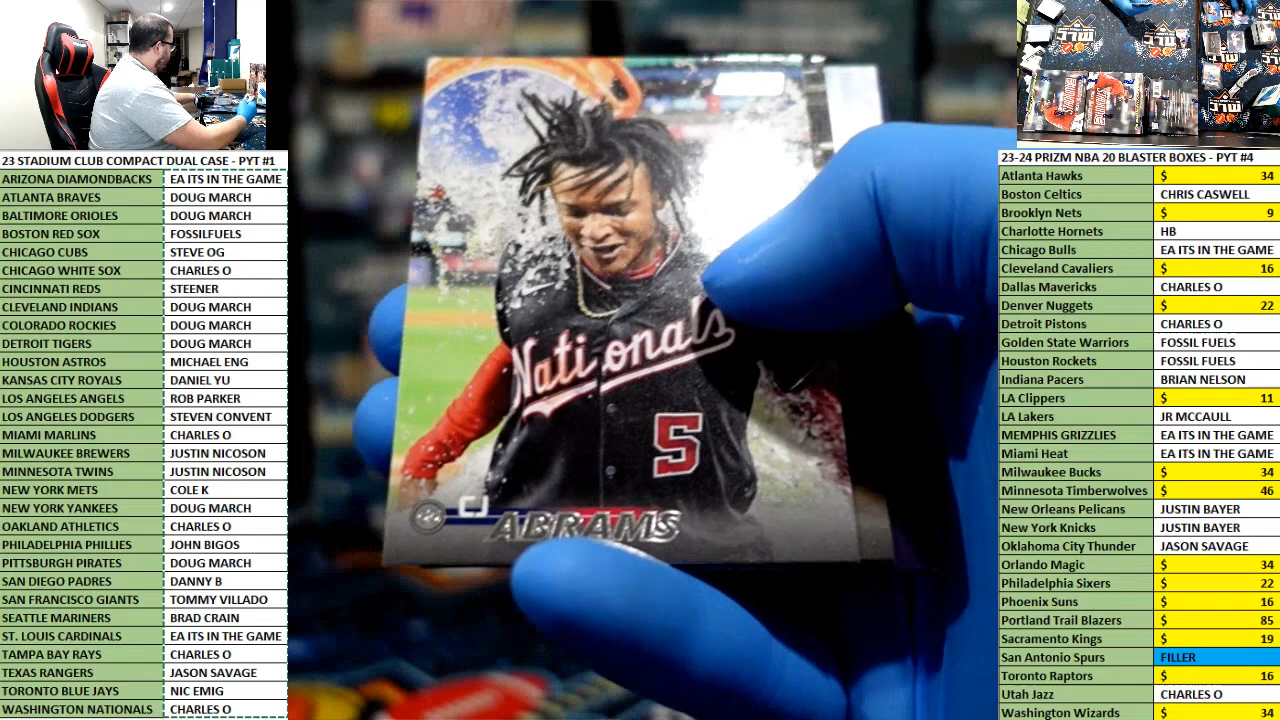 23 STADIUM CLUB COMPACT DUAL CASE - PYT #1
ARIZONA DIAMONDBACKS EA ITS IN THE GAME
ATLANTA BRAVES DOUG MARCH
BALTIMORE ORIOLES DOUG MARCH
BOSTON RED SOX FOSSILFUELS
CHICAGO CUBS STEVE OG
CHICAGO WHITE SOX CHARLES O
CINCINNATI REDS STEENER
CLEVELAND INDIANS DOUG MARCH
COLORADO ROCKIES DOUG MARCH
DETROIT TIGERS DOUG MARCH
HOUSTON ASTROS MICHAEL ENG
KANSAS CITY ROYALS DANIEL YU
LOS ANGELES ANGELS ROB PARKER
LOS ANGELES DODGERS STEVEN CONVENT
MIAMI MARLINS CHARLES O
MILWAUKEE BREWERS JUSTIN NICOSON
MINNESOTA TWINS JUSTIN NICOSON
NEW YORK METS COLE K
NEW YORK YANKEES DOUG MARCH
OAKLAND ATHLETICS CHARLES O
PHILADELPHIA PHILLIES JOHN BIGOS
PITTSBURGH PIRATES DOUG MARCH
SAN DIEGO PADRES DANNY B
SAN FRANCISCO GIANTS TOMMY VILLADO
SEATTLE MARINERS BRAD CRAIN
ST. LOUIS CARDINALS EA ITS IN THE GAME
TAMPA BAY RAYS CHARLES O
TEXAS RANGERS JASON SAVAGE
TORONTO BLUE JAYS NIC EMIG
WASHINGTON NATIONALS CHARLES O
Nationals
5
CJ
ABRAMS
23-24 PRIZM NBA 20 BLASTER BOXES - PYT #4
Atlanta Hawks $ 34
Boston Celtics CHRIS CASWELL
Brooklyn Nets $ 9
Charlotte Hornets HB
Chicago Bulls EA ITS IN THE GAME
Cleveland Cavaliers $ 16
Dallas Mavericks CHARLES O
Denver Nuggets $ 22
Detroit Pistons CHARLES O
Golden State Warriors FOSSIL FUELS
Houston Rockets FOSSIL FUELS
Indiana Pacers BRIAN NELSON
LA Clippers $ 11
LA Lakers JR MCCAULL
MEMPHIS GRIZZLIES EA ITS IN THE GAME
Miami Heat EA ITS IN THE GAME
Milwaukee Bucks $ 34
Minnesota Timberwolves $ 46
New Orleans Pelicans JUSTIN BAYER
New York Knicks JUSTIN BAYER
Oklahoma City Thunder JASON SAVAGE
Orlando Magic $ 34
Philadelphia Sixers $ 22
Phoenix Suns $ 16
Portland Trail Blazers $ 85
Sacramento Kings $ 19
San Antonio Spurs FILLER
Toronto Raptors $ 16
Utah Jazz CHARLES O
Washington Wizards $ 34